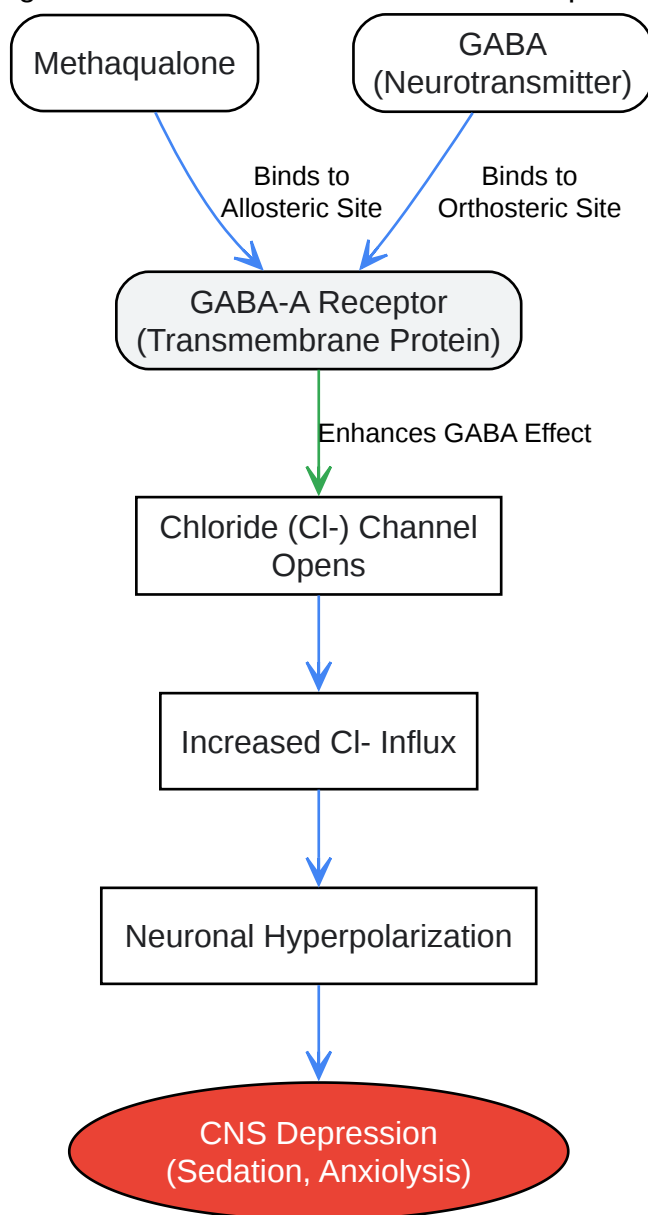 Methaqualone
GABA
(Neurotransmitter)
Binds to
Allosteric Site
Binds to
Orthosteric Site
GABA-A Receptor
(Transmembrane Protein)
Enhances GABA Effect
Chloride (Cl-) Channel
Opens
Increased Cl- Influx
Neuronal Hyperpolarization
CNS Depression
(Sedation, Anxiolysis)